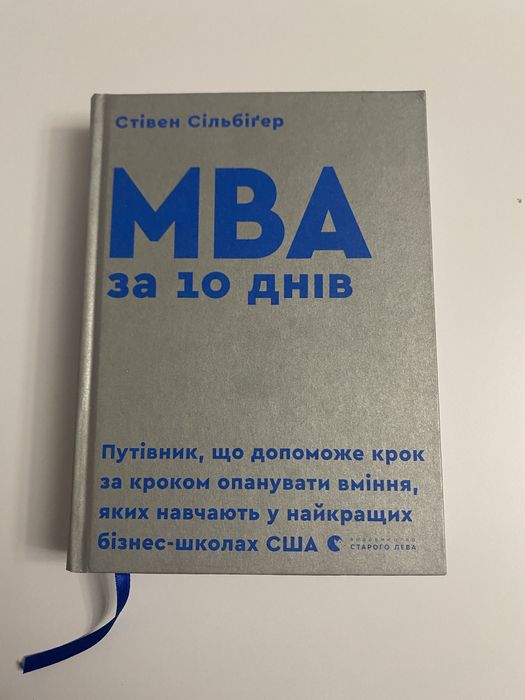 Стівен Сільбіґер
МВА
за 10 днів
Путівник, що допоможе крок
за кроком опанувати вміння,
яких навчають у найкращих
бізнес-школах США
ВИДАВНИЦТВО
СТАРОГО ЛЕВА